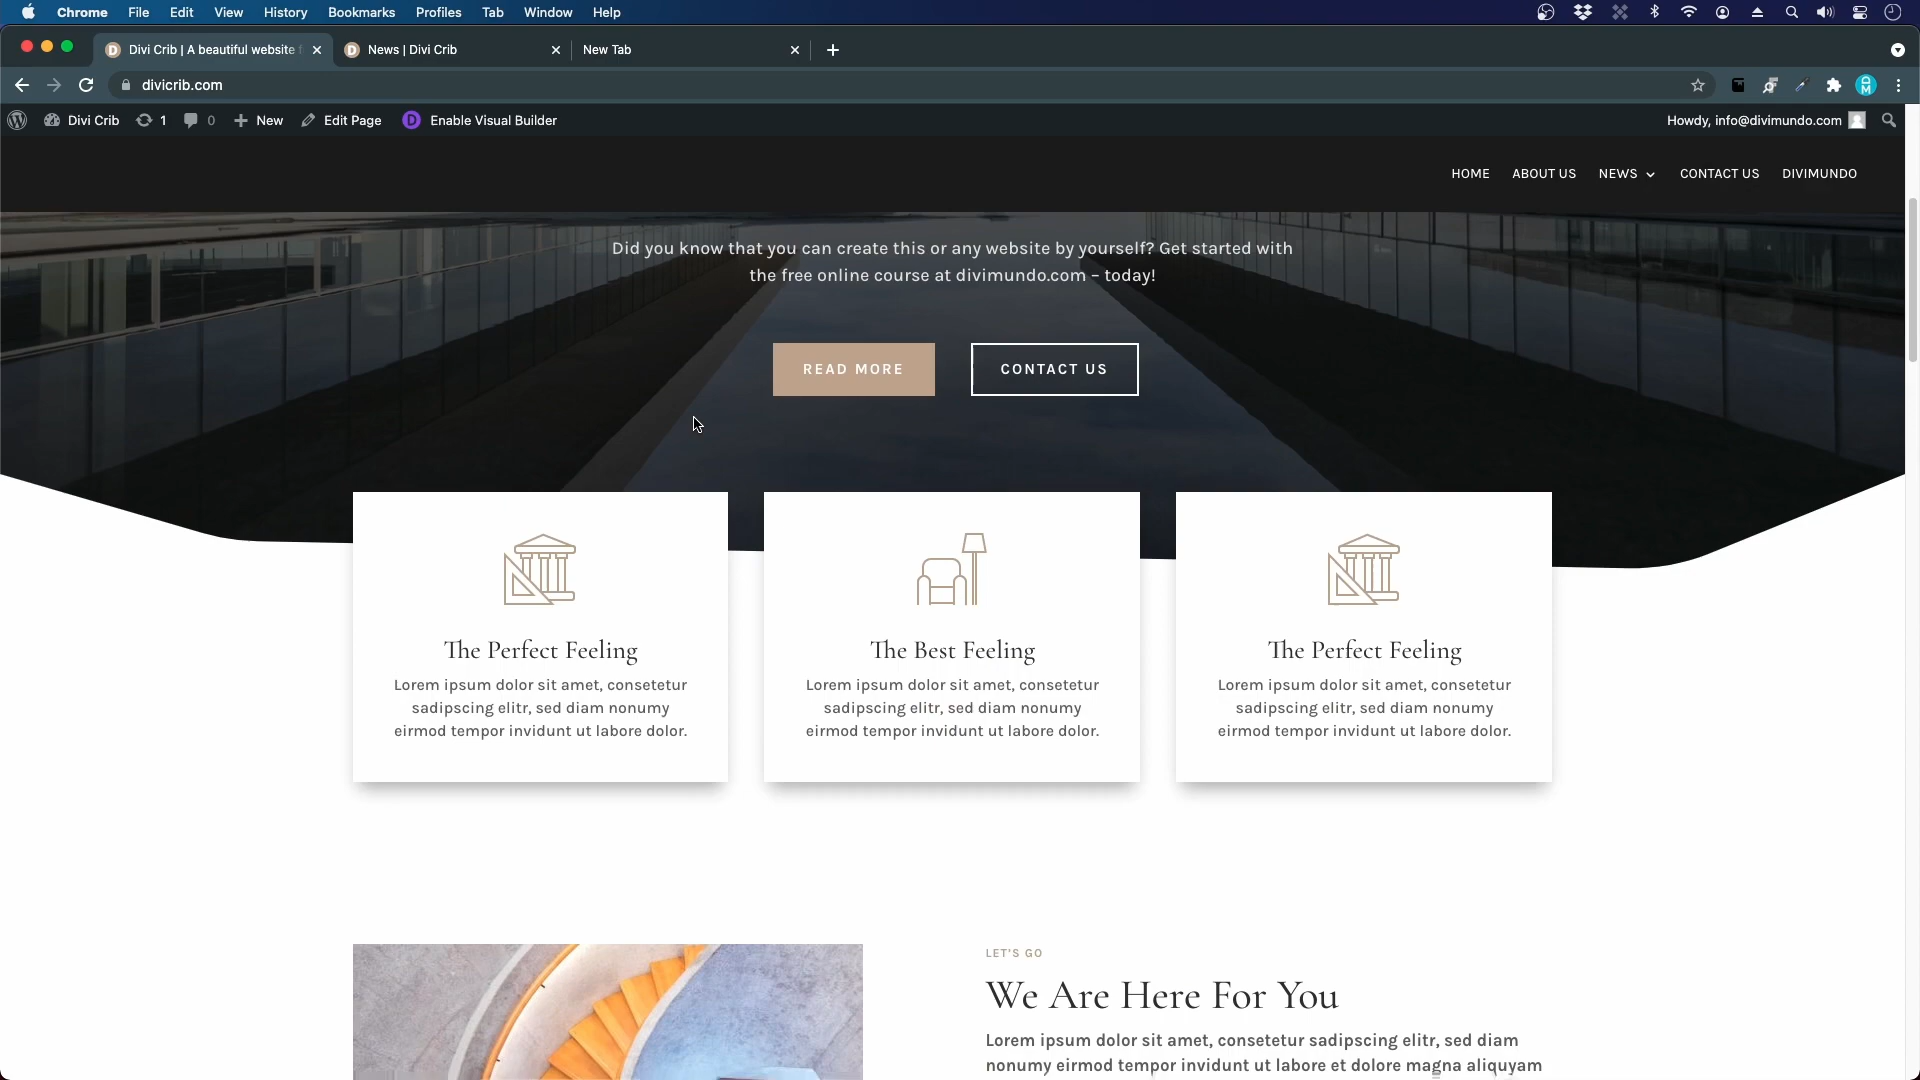 Chrome File Edit View History Bookmarks Profiles Tab Window Help
Divi Crib | A beautiful website
News | Divi Crib
New Tab
divicrib.com
Divi Crib 1 0 New Edit Page Enable Visual Builder
Howdy, info@divimundo.com
HOME ABOUT US NEWS CONTACT US DIVIMUNDO
Did you know that you can create this or any website by yourself? Get started with
the free online course at divimundo.com – today!
READ MORE
CONTACT US
The Perfect Feeling
Lorem ipsum dolor sit amet, consetetur
sadipscing elitr, sed diam nonumy
eirmod tempor invidunt ut labore dolor.
The Best Feeling
Lorem ipsum dolor sit amet, consetetur
sadipscing elitr, sed diam nonumy
eirmod tempor invidunt ut labore dolor.
The Perfect Feeling
Lorem ipsum dolor sit amet, consetetur
sadipscing elitr, sed diam nonumy
eirmod tempor invidunt ut labore dolor.
LET'S GO
We Are Here For You
Lorem ipsum dolor sit amet, consetetur sadipscing elitr, sed diam
nonumy eirmod tempor invidunt ut labore et dolore magna aliquyam